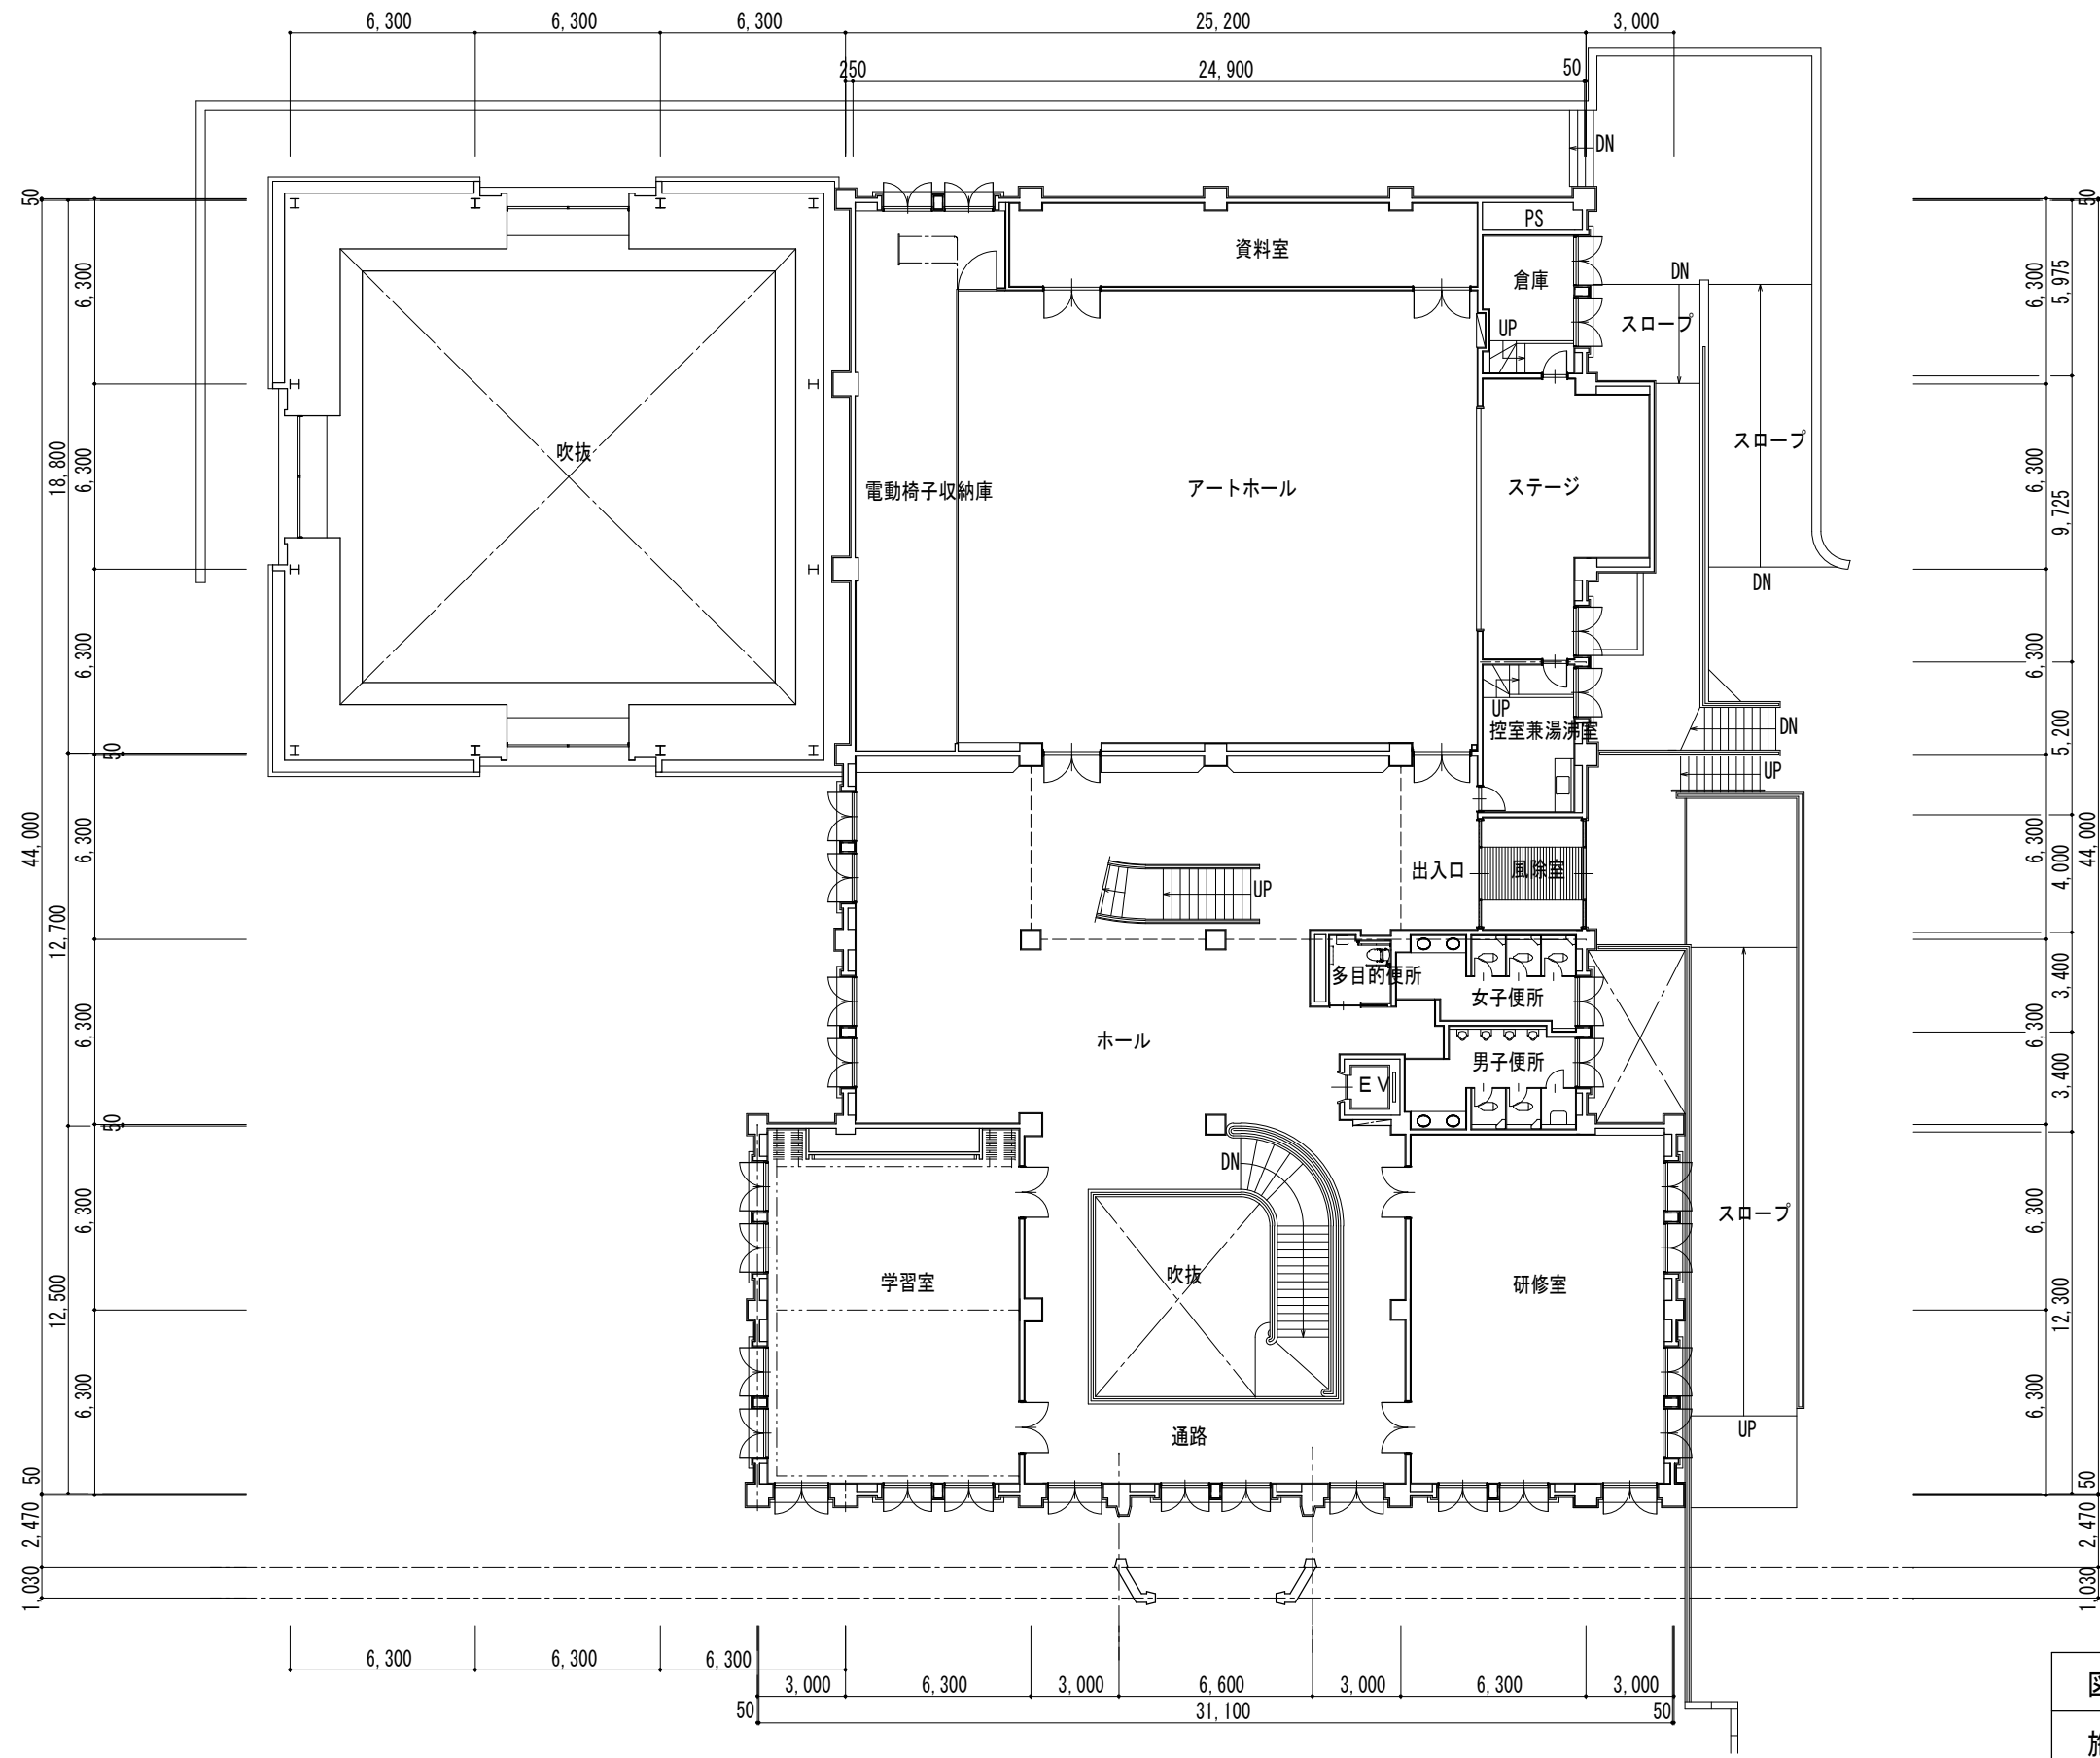 6,300
6,300
6,300
25,200
3,000
250
24,900
50
DN
50
50
PS
資料室
倉庫
DN
6,300
6,300
5,975
UP
スロープ
スロープ
18,800
6,300
吹抜
電動椅子収納庫
アートホール
ステージ
6,300
9,725
DN
6,300
6,300
UP
控室兼湯沸室
DN
5,200
50
UP
44,000
6,300
6,300
4,000
44,000
出入口
風除室
UP
12,700
多目的便所
女子便所
3,400
6,300
ホール
6,300
男子便所
EV
3,400
50
DN
6,300
6,300
スロープ
学習室
吹抜
研修室
12,500
12,300
6,300
6,300
通路
UP
50
50
2,470
2,470
1,030
1,030
6,300
6,300
6,300
3,000
6,300
3,000
6,600
3,000
6,300
3,000
50
31,100
50